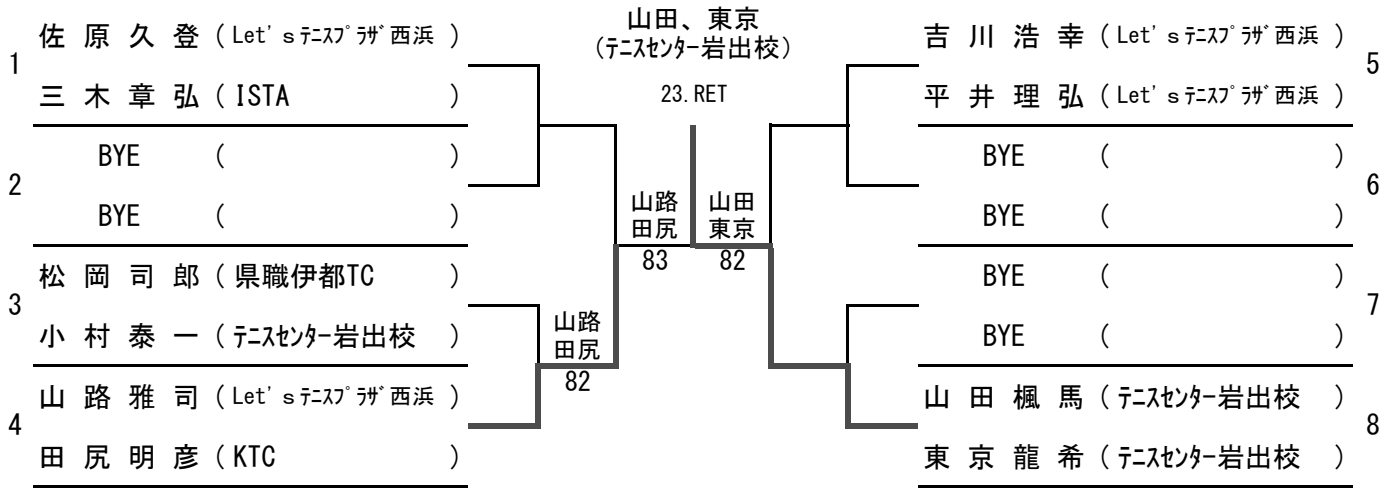 山田、東京
(ﾃﾆｽｾﾝﾀｰ岩出校)
23.RET
1
佐原久登(Let'sﾃﾆｽﾌﾟﾗｻﾞ西浜)
三木章弘(ISTA)
2
BYE ( )
BYE ( )
3
松岡司郎(県職伊都TC)
小村泰一(ﾃﾆｽｾﾝﾀｰ岩出校)
4
山路雅司(Let'sﾃﾆｽﾌﾟﾗｻﾞ西浜)
田尻明彦(KTC)
山路
田尻
82
山路
田尻
83
山田
東京
82
吉川浩幸(Let'sﾃﾆｽﾌﾟﾗｻﾞ西浜)
平井理弘(Let'sﾃﾆｽﾌﾟﾗｻﾞ西浜)
5
BYE ( )
BYE ( )
6
BYE ( )
BYE ( )
7
山田楓馬(ﾃﾆｽｾﾝﾀｰ岩出校)
東京龍希(ﾃﾆｽｾﾝﾀｰ岩出校)
8